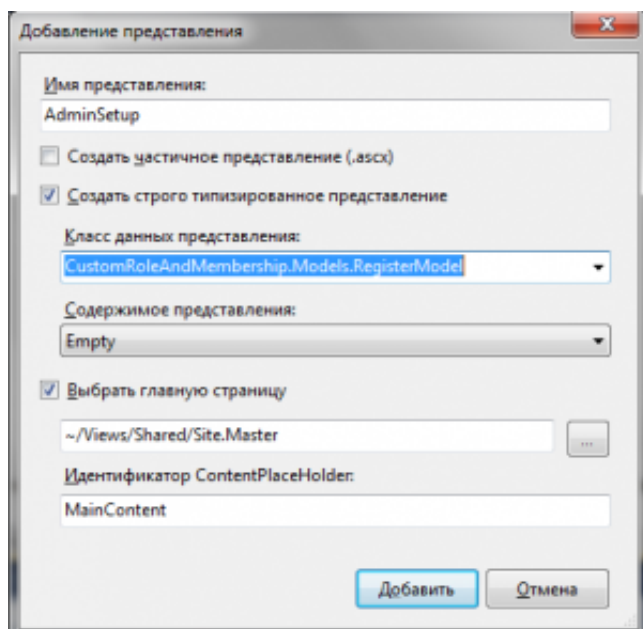 Добавление представления
Имя представления:
AdminSetup
Создать частичное представление (.ascx)
Создать строго типизированное представление
Класс данных представления:
CustomRoleAndMembership.Models.RegisterModel
Содержимое представления:
Empty
Выбрать главную страницу
~/Views/Shared/Site.Master
...
Идентификатор ContentPlaceHolder:
MainContent
Добавить Отмена